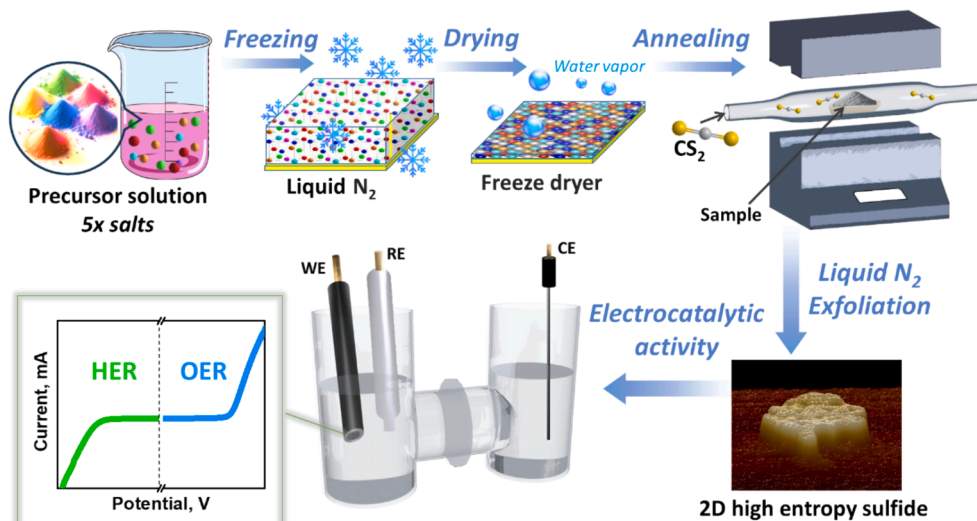 Freezing
Drying
Annealing
Water vapor
CS2
Precursor solution
5x salts
Liquid N2
Freeze dryer
Sample
WE
RE
CE
Liquid N2
Exfoliation
Electrocatalytic
activity
HER
OER
Current, mA
Potential, V
2D high entropy sulfide